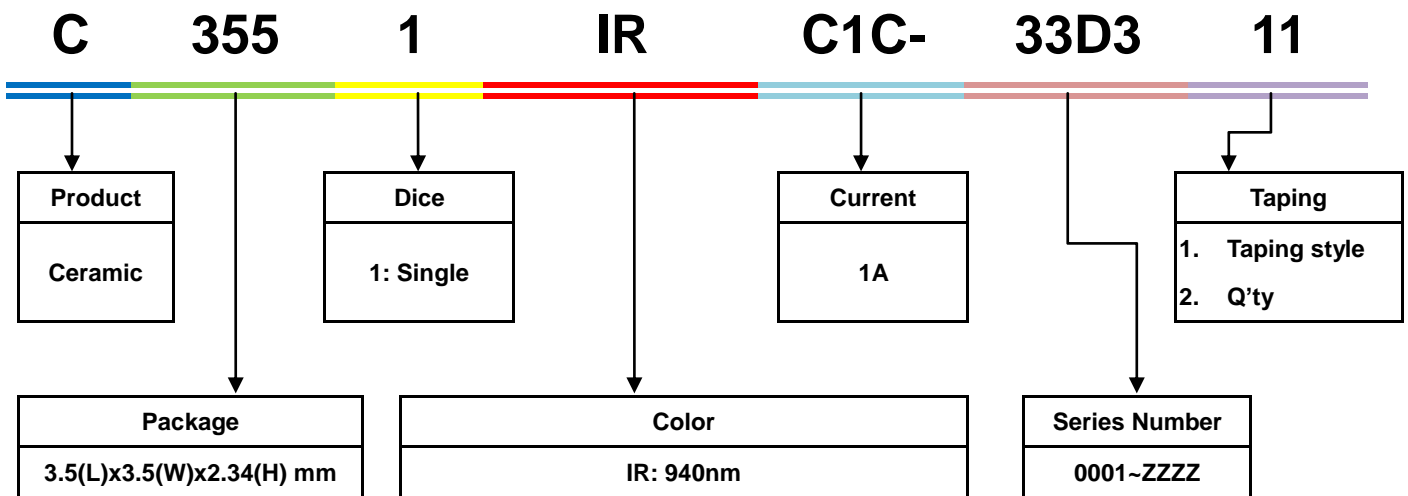 C 355 1 IR C1C- 33D3 11
Product
Ceramic
Dice
1: Single
Current
1A
Taping
1. Taping style
2. Q’ty
Package
3.5(L)x3.5(W)x2.34(H) mm
Color
IR: 940nm
Series Number
0001~ZZZZ